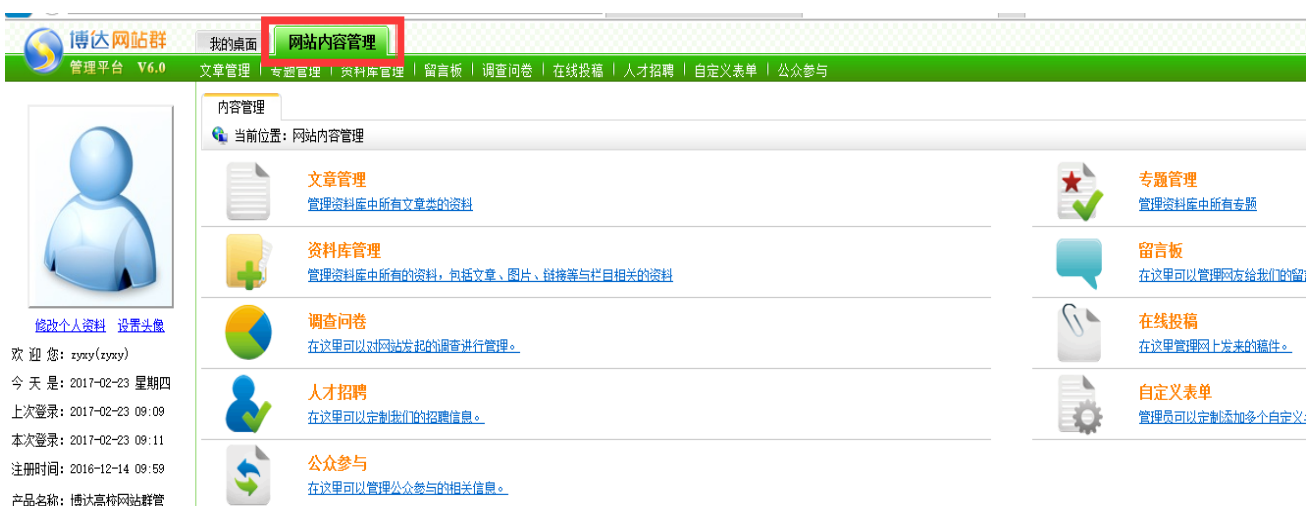 博达网站群
管理平台 V6.0
我的桌面 网站内容管理
文章管理 | 专题管理 | 资料库管理 | 留言板 | 调查问卷 | 在线投稿 | 人才招聘 | 自定义表单 | 公众参与
内容管理
当前位置：网站内容管理
文章管理
管理资料库中所有文章类的资料
专题管理
管理资料库中所有专题
资料库管理
管理资料库中所有的资料，包括文章、图片、链接等与栏目相关的资料
留言板
在这里可以管理网友给我们的留
调查问卷
在这里可以对网站发起的调查进行管理。
在线投稿
在这里管理网上发来的稿件。
人才招聘
在这里可以定制我们的招聘信息。
自定义表单
管理员可以定制添加多个自定义
公众参与
在这里可以管理公众参与的相关信息。
修改个人资料 设置头像
欢 迎 您：zyxy(zyxy)
今 天 是：2017-02-23 星期四
上次登录：2017-02-23 09:09
本次登录：2017-02-23 09:11
注册时间：2016-12-14 09:59
产品名称：博达高校网站群管